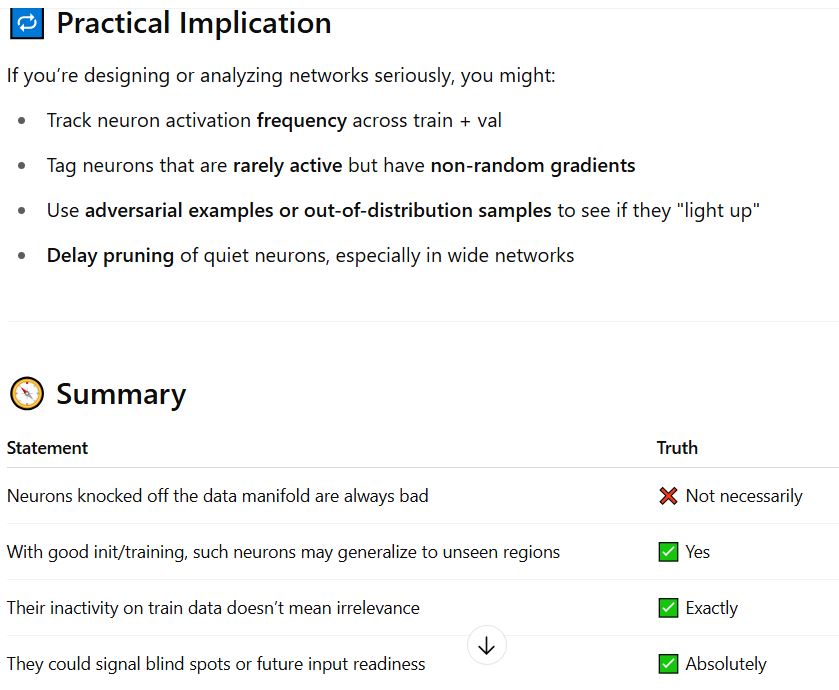 Practical Implication
If you’re designing or analyzing networks seriously, you might:
Track neuron activation frequency across train + val
Tag neurons that are rarely active but have non-random gradients
Use adversarial examples or out-of-distribution samples to see if they "light up"
Delay pruning of quiet neurons, especially in wide networks
Summary
Statement Truth
Neurons knocked off the data manifold are always bad ❌ Not necessarily
With good init/training, such neurons may generalize to unseen regions ✅ Yes
Their inactivity on train data doesn’t mean irrelevance ✅ Exactly
They could signal blind spots or future input readiness ✅ Absolutely